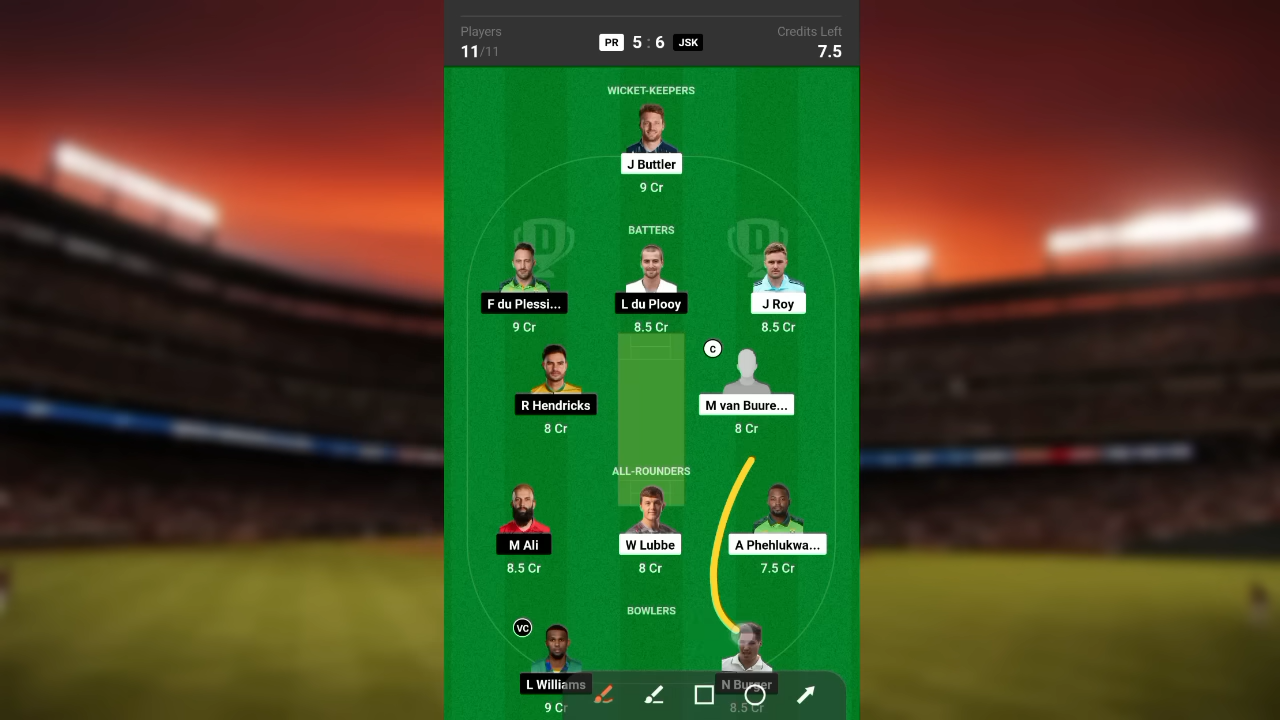 Players
Credits Left
11/11
PR 5 : 6 JSK
7.5
WICKET-KEEPERS
J Buttler
9 Cr
BATTERS
F du Plessi... L du Plooy J Roy
9 Cr 8.5 Cr 8.5 Cr
C
R Hendricks M van Buure...
8 Cr 8 Cr
ALL-ROUNDERS
M Ali W Lubbe A Phehlukwa...
8.5 Cr 8 Cr 7.5 Cr
BOWLERS
VC
L Williams N Burger
9 Cr 8.5 Cr